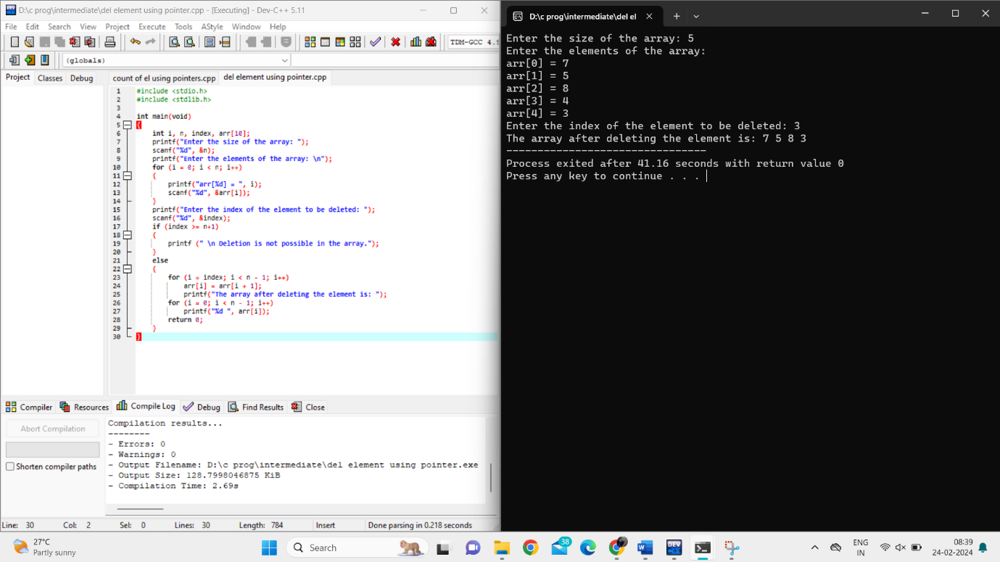 D:\c prog\intermediate\del element using pointer.cpp - [Executing] - Dev-C++ 5.11
File Edit Search View Project Execute Tools AStyle Window Help
TDM-GCC 4.9
(globals)
Project Classes Debug
count of el using pointers.cpp del element using pointer.cpp
1 #include <stdio.h>
2 #include <stdlib.h>
3
4 int main(void)
5 {
6 int i, n, index, arr[10];
7 printf("Enter the size of the array: ");
8 scanf("%d", &n);
9 printf("Enter the elements of the array: \n");
10 for (i = 0; i < n; i++)
11 {
12 printf("arr[%d] = ", i);
13 scanf("%d", &arr[i]);
14 }
15 printf("Enter the index of the element to be deleted: ");
16 scanf("%d", &index);
17 if (index >= n+1)
18 {
19 printf (" \n Deletion is not possible in the array.");
20 }
21 else
22 {
23 for (i = index; i < n - 1; i++)
24 arr[i] = arr[i + 1];
25 printf("The array after deleting the element is: ");
26 for (i = 0; i < n - 1; i++)
27 printf("%d ", arr[i]);
28 return 0;
29 }
30 }
Compiler Resources Compile Log Debug Find Results Close
Abort Compilation
Shorten compiler paths
Compilation results...
--------
- Errors: 0
- Warnings: 0
- Output Filename: D:\c prog\intermediate\del element using pointer.exe
- Output Size: 128.7998046875 KiB
- Compilation Time: 2.69s
Line: 30 Col: 2 Sel: 0 Lines: 30 Length: 784 Insert Done parsing in 0.218 seconds
D:\c prog\intermediate\del el
Enter the size of the array: 5
Enter the elements of the array:
arr[0] = 7
arr[1] = 5
arr[2] = 8
arr[3] = 4
arr[4] = 3
Enter the index of the element to be deleted: 3
The array after deleting the element is: 7 5 8 3
--------------------------------
Process exited after 41.16 seconds with return value 0
Press any key to continue . . .
27°C
Partly sunny
Search
38
DEV
ENG
IN
08:39
24-02-2024